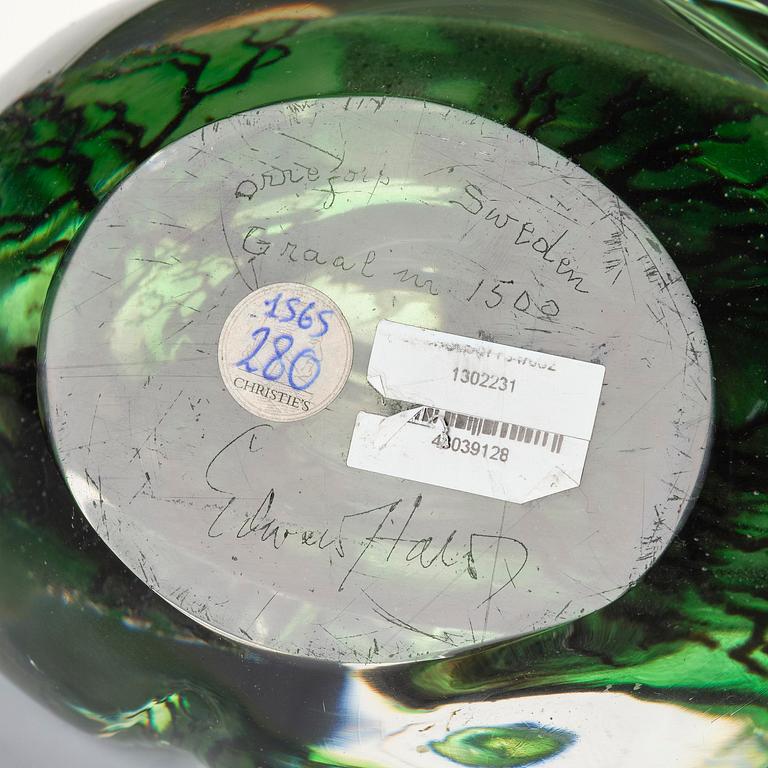 orrefors Sweden
Graal nr 1500
1565
280
CHRISTIE'S
1302231
43039128
Edward Hald